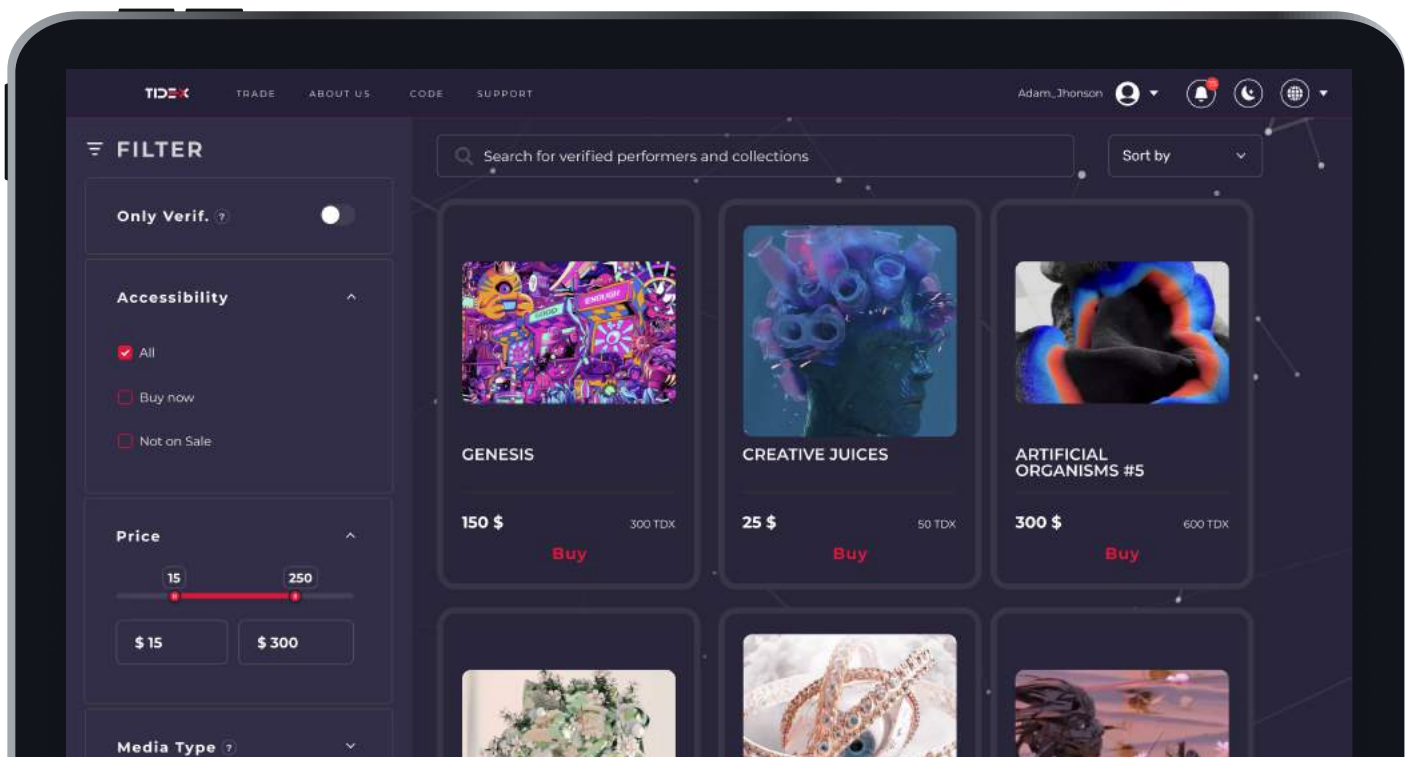 TIDEX
TRADE
ABOUT US
CODE
SUPPORT
Adam_Jhonson
FILTER
Search for verified performers and collections
Sort by
Only Verif. ?
Accessibility
All
Buy now
Not on Sale
Price
15
250
$ 15
$ 300
Media Type ?
GOOD
ENOUGH
GENESIS
150 $
300 TDX
Buy
CREATIVE JUICES
25 $
50 TDX
Buy
ARTIFICIAL
ORGANISMS #5
300 $
600 TDX
Buy